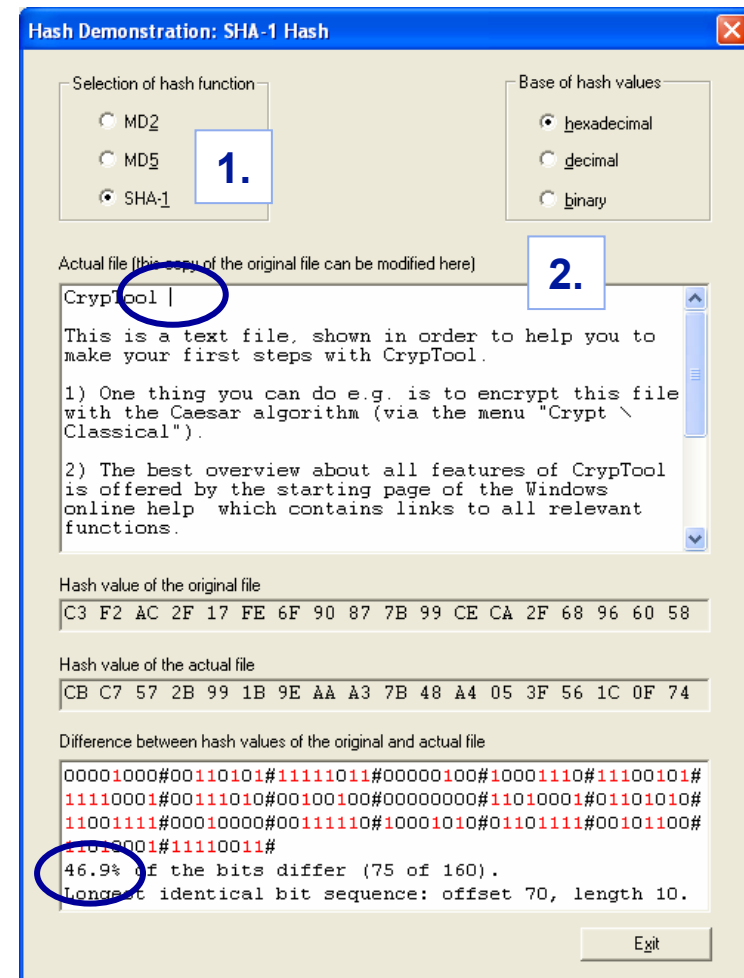 Hash Demonstration: SHA-1 Hash
Selection of hash function
Base of hash values
MD2
MD5
SHA-1
1.
hexadecimal
decimal
binary
2.
Actual file (this copy of the original file can be modified here)
CrypTool |
This is a text file, shown in order to help you to
make your first steps with CrypTool.
1) One thing you can do e.g. is to encrypt this file
with the Caesar algorithm (via the menu "Crypt \
Classical").
2) The best overview about all features of CrypTool
is offered by the starting page of the Windows
online help  which contains links to all relevant
functions.
Hash value of the original file
C3 F2 AC 2F 17 FE 6F 90 87 7B 99 CE CA 2F 68 96 60 58
Hash value of the actual file
CB C7 57 2B 99 1B 9E AA A3 7B 48 A4 05 3F 56 1C 0F 74
Difference between hash values of the original and actual file
00001000#00110101#11111011#00000100#10001110#11100101#
11110001#00111010#00100100#00000000#11010001#01101010#
11001111#00010000#00111110#10001010#01101111#00101100#
11010001#11110011#
46.9% of the bits differ (75 of 160).
Longest identical bit sequence: offset 70, length 10.
Exit